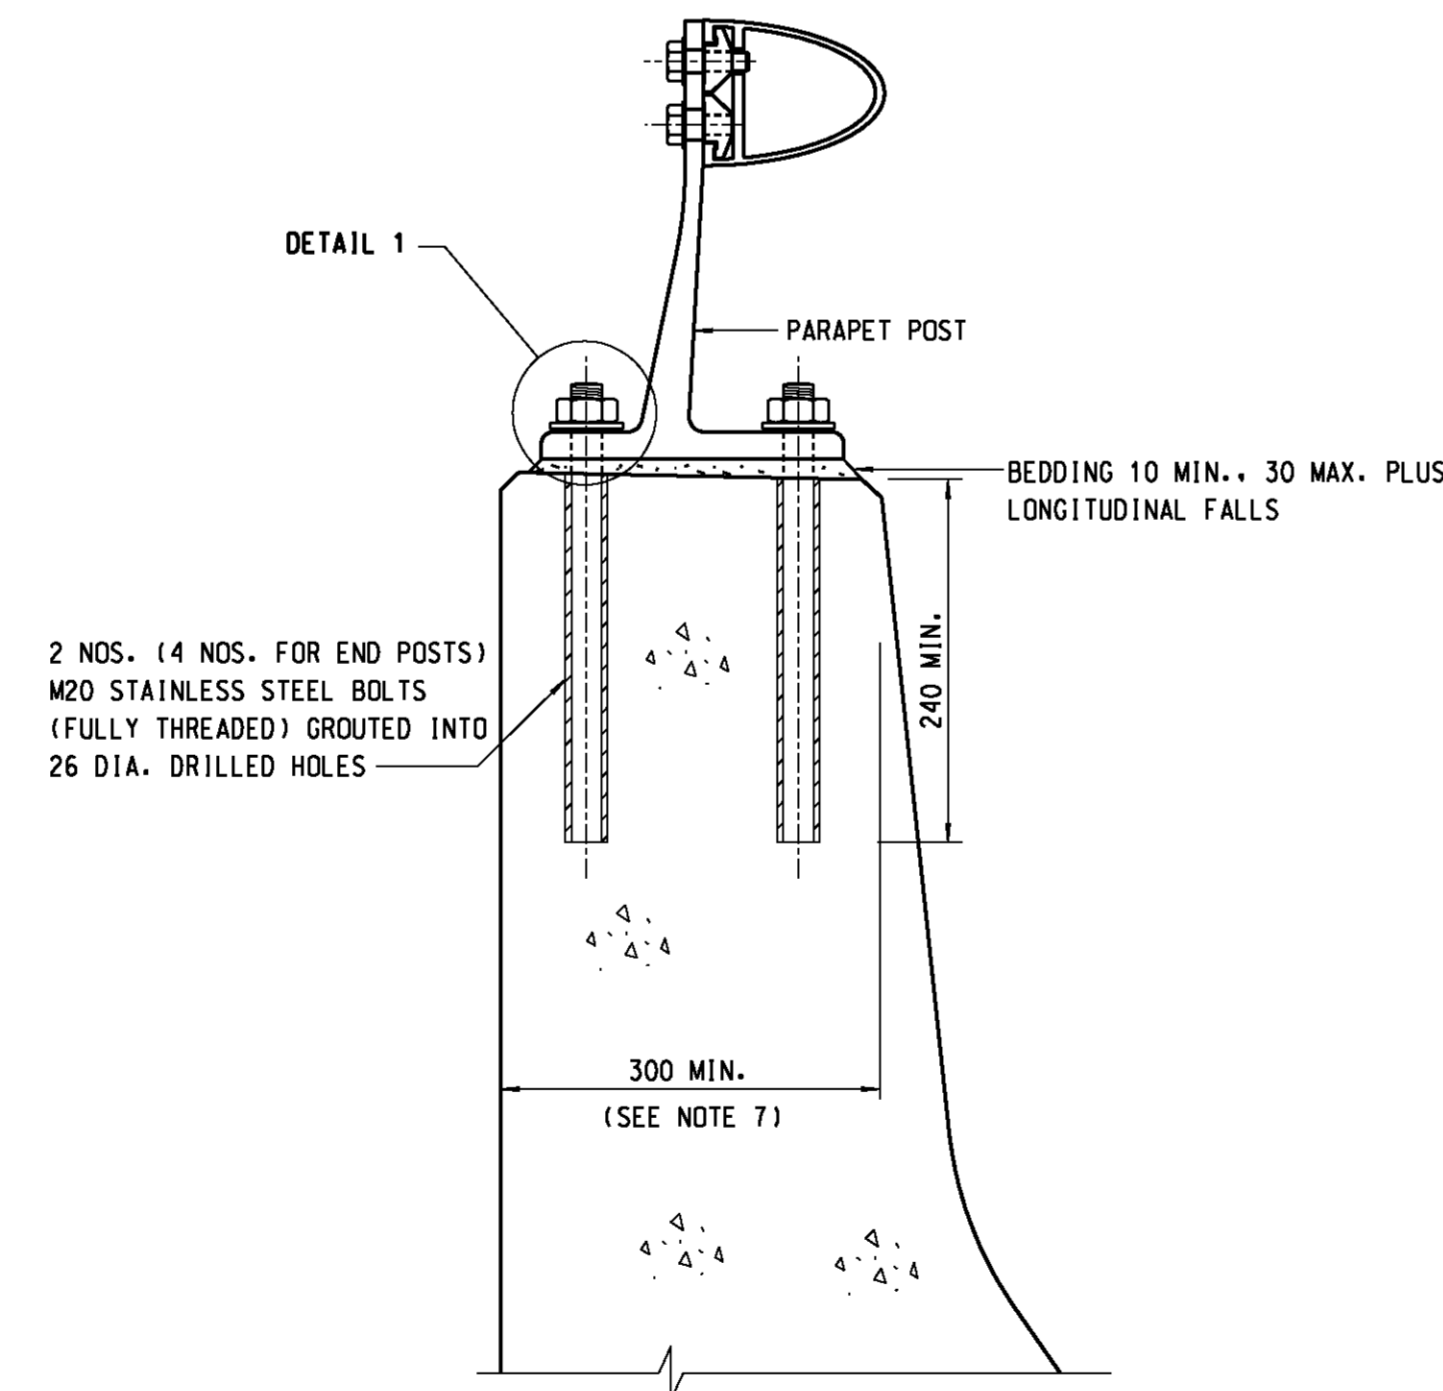 DETAIL 1
PARAPET POST
BEDDING 10 MIN., 30 MAX. PLUS
LONGITUDINAL FALLS
240 MIN.
2 NOS. (4 NOS. FOR END POSTS)
M20 STAINLESS STEEL BOLTS
(FULLY THREADED) GROUTED INTO
26 DIA. DRILLED HOLES
300 MIN.
(SEE NOTE 7)